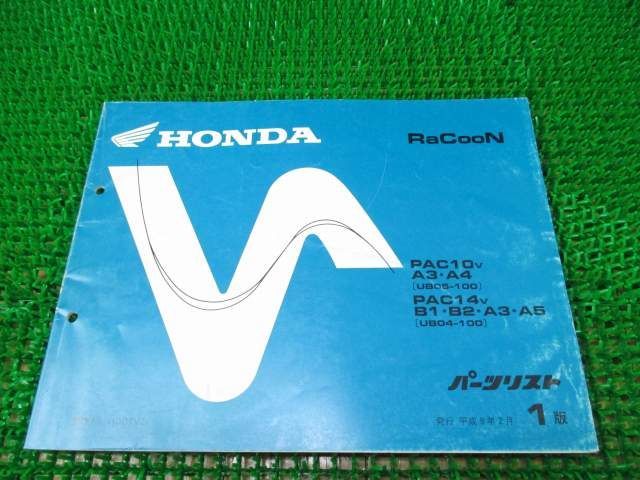 HONDA
RaCooN
PAC10V
A3・A4
[UB05-100]
PAC14V
B1・B2・A3・A5
[UB04-100]
パーツリスト
発行 平成9年2月 1版